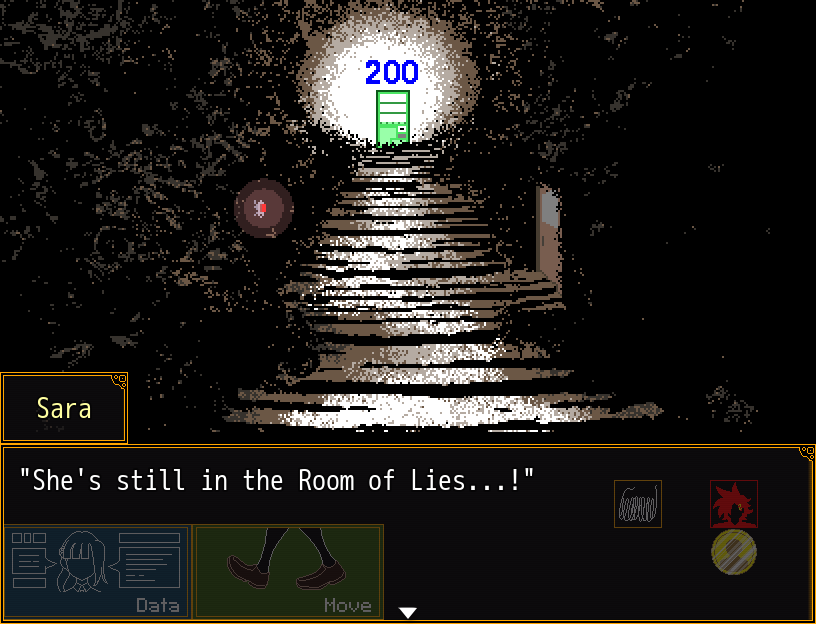 200
Sara
"She's still in the Room of Lies...!"
Data
Move